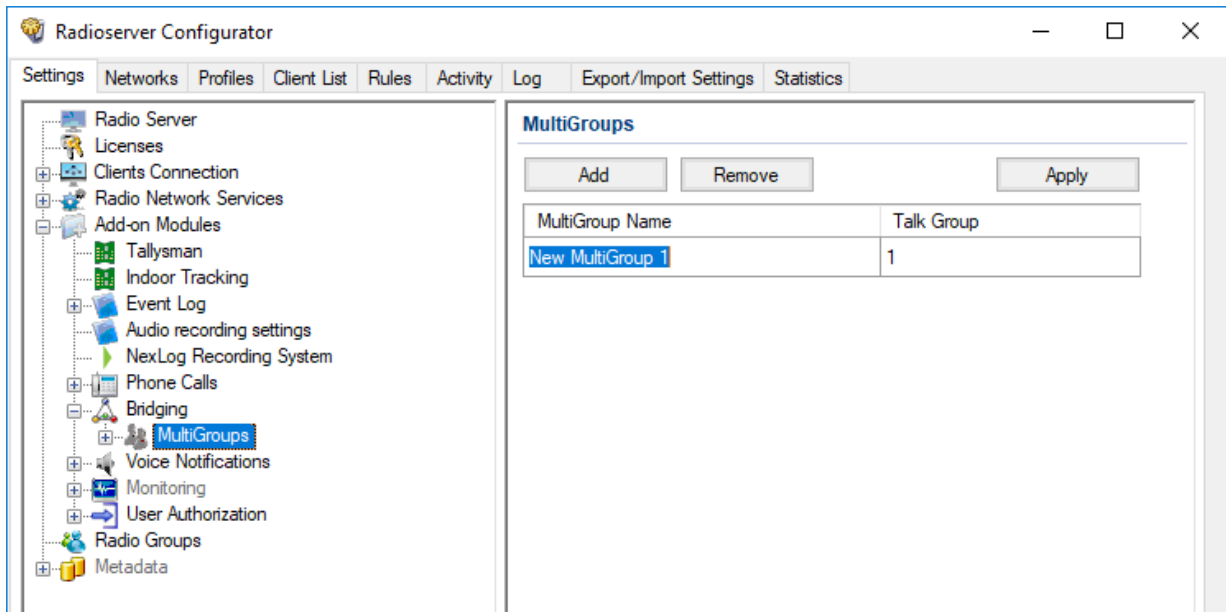 Radioserver Configurator
Settings Networks Profiles Client List Rules Activity Log Export/Import Settings Statistics
Radio Server
Licenses
Clients Connection
Radio Network Services
Add-on Modules
Tallysman
Indoor Tracking
Event Log
Audio recording settings
NexLog Recording System
Phone Calls
Bridging
MultiGroups
Voice Notifications
Monitoring
User Authorization
Radio Groups
Metadata
MultiGroups
Add Remove Apply
MultiGroup Name Talk Group
New MultiGroup 1 1